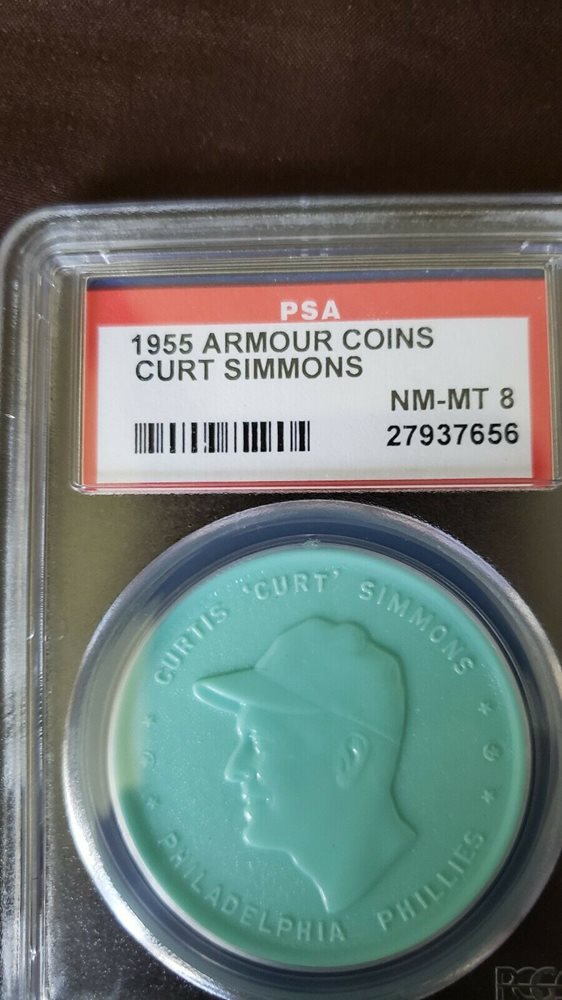 PSA
1955 ARMOUR COINS
CURT SIMMONS
NM-MT 8
27937656
CURTIS 'CURT' SIMMONS
PHILADELPHIA PHILLIES